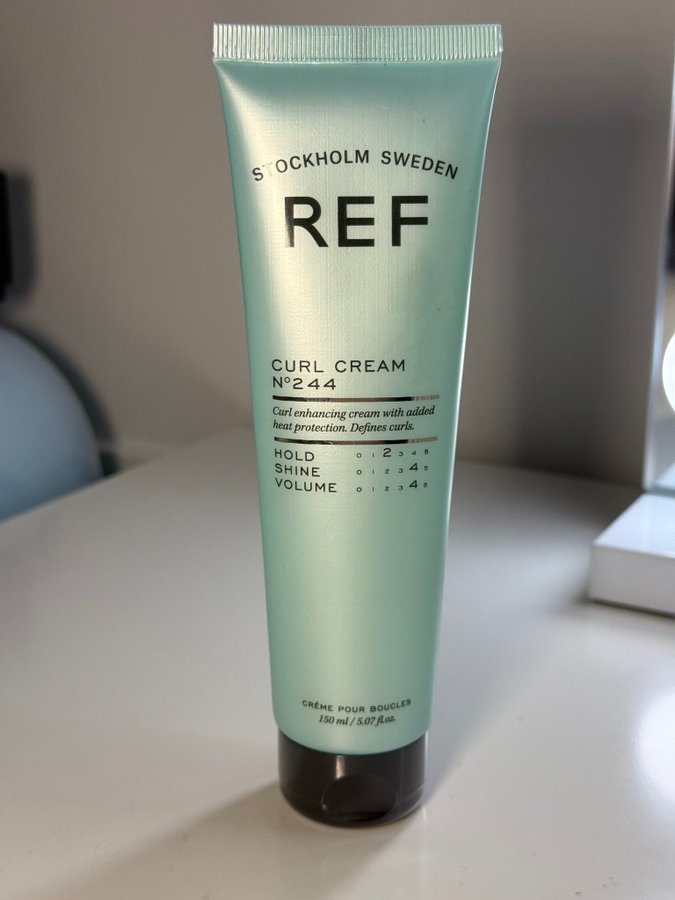 STOCKHOLM SWEDEN
REF
CURL CREAM
Nº244
Curl enhancing cream with added
heat protection. Defines curls.
HOLD 0 1 2 3 4 5
SHINE 0 1 2 3 4 5
VOLUME 0 1 2 3 4 5
CRÉME POUR BOUCLES
150 ml / 5.07 fl.oz.